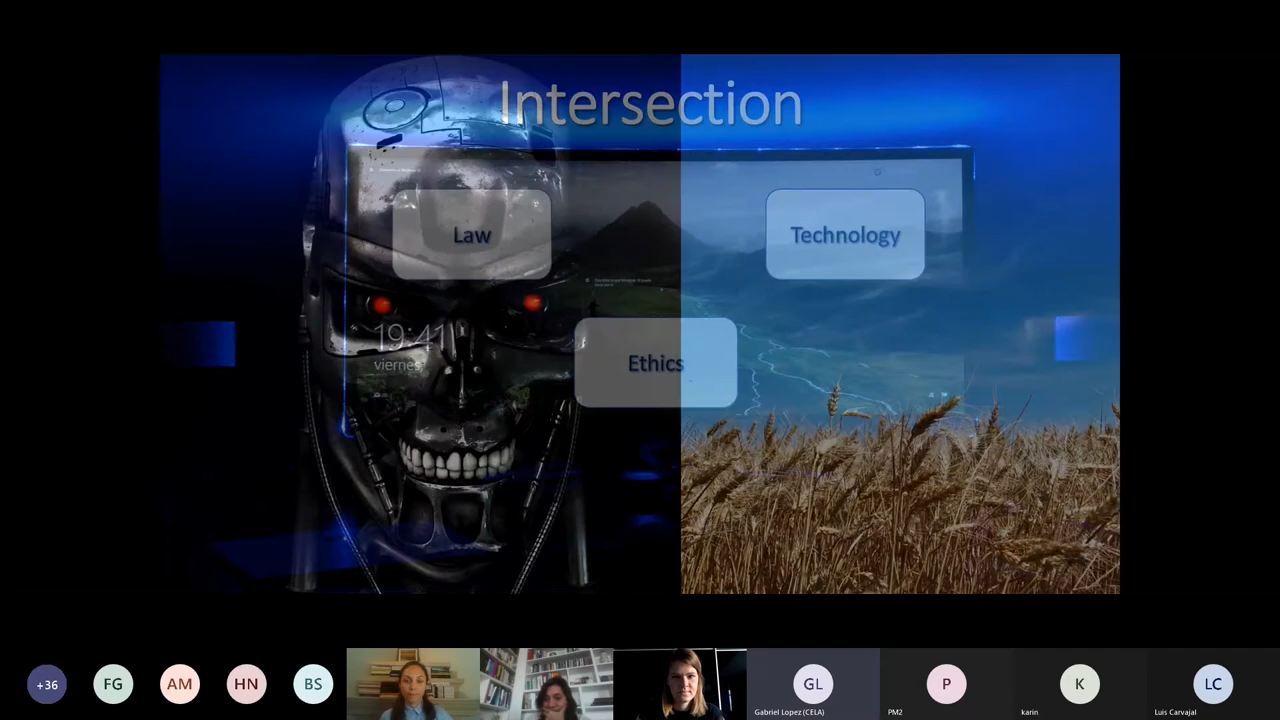 Intersection
Law
Technology
Ethics
19:41
viernes,
+36
FG
AM
HN
BS
GL
P
K
LC
Gabriel Lopez (CELA)
PM2
karin
Luis Carvajal